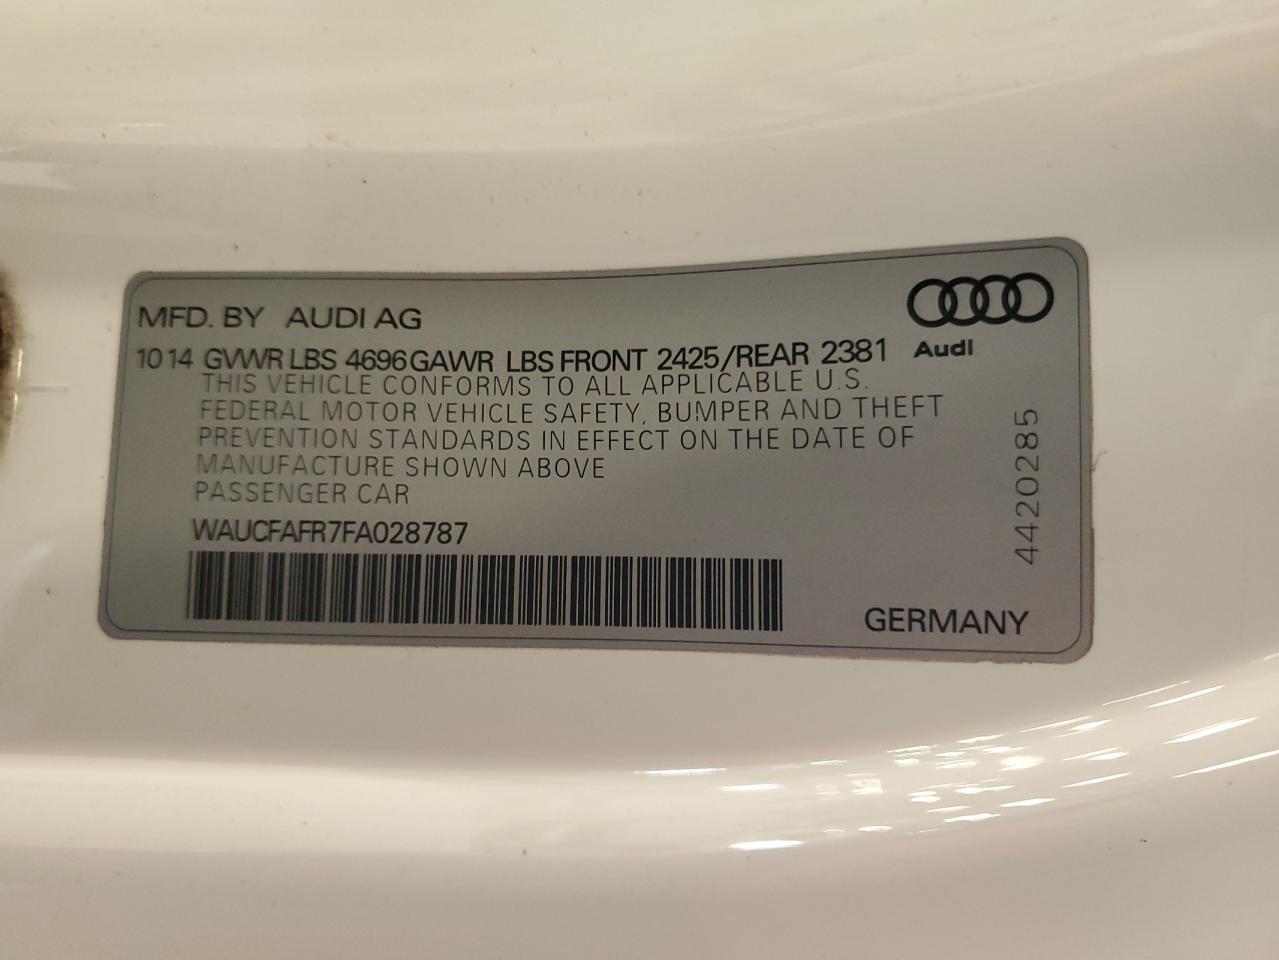 MFD. BY AUDI AG
10 14 GVWR LBS 4696 GAWR LBS FRONT 2425/REAR 2381
Audi
THIS VEHICLE CONFORMS TO ALL APPLICABLE U.S.
FEDERAL MOTOR VEHICLE SAFETY, BUMPER AND THEFT
PREVENTION STANDARDS IN EFFECT ON THE DATE OF
MANUFACTURE SHOWN ABOVE
PASSENGER CAR
WAUCFAFR7FA028787
4420285
GERMANY